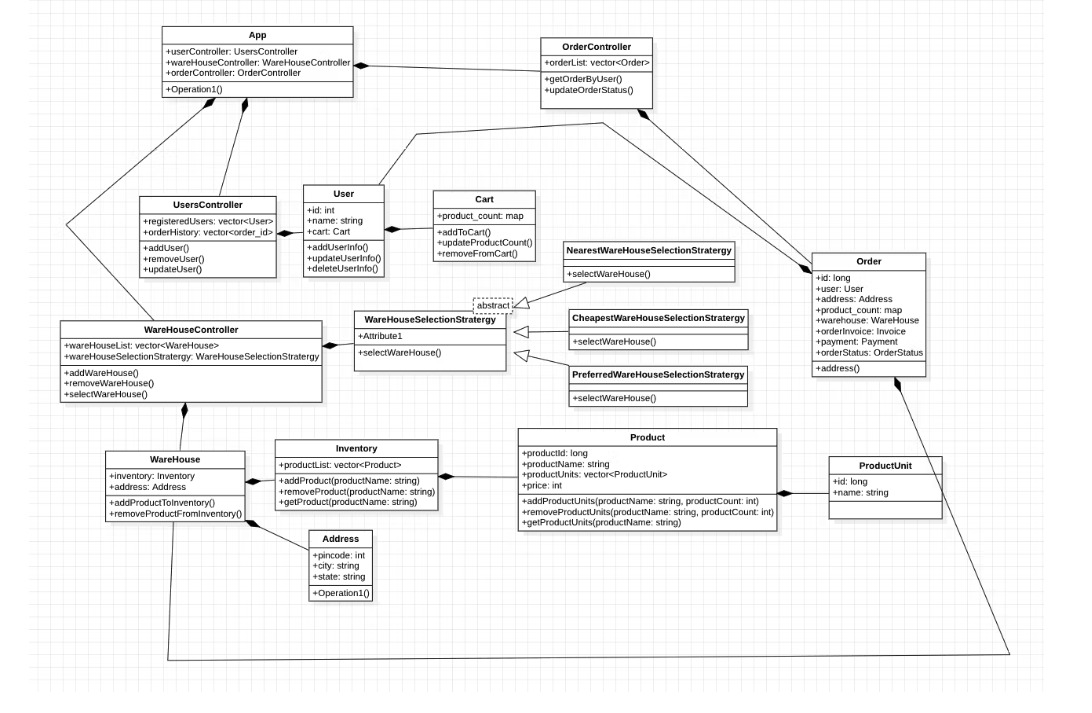 App
+userController: UsersController
+wareHouseController: WareHouseController
+orderController: OrderController
+Operation1()
OrderController
+orderList: vector<Order>
+getOrderByUser()
+updateOrderStatus()
UsersController
+registeredUsers: vector<User>
+orderHistory: vector<order_id>
+addUser()
+removeUser()
+updateUser()
User
+id: int
+name: string
+cart: Cart
+addUserInfo()
+updateUserInfo()
+deleteUserInfo()
Cart
+product_count: map
+addToCart()
+updateProductCount()
+removeFromCart()
NearestWareHouseSelectionStratergy
+selectWareHouse()
Order
+id: long
+user: User
+address: Address
+product_count: map
+warehouse: WareHouse
+orderInvoice: Invoice
+payment: Payment
+orderStatus: OrderStatus
+address()
abstract
WareHouseSelectionStratergy
+Attribute1
+selectWareHouse()
CheapestWareHouseSelectionStratergy
+selectWareHouse()
WareHouseController
+wareHouseList: vector<WareHouse>
+wareHouseSelectionStratergy: WareHouseSelectionStratergy
+addWareHouse()
+removeWareHouse()
+selectWareHouse()
PreferredWareHouseSelectionStratergy
+selectWareHouse()
WareHouse
+inventory: Inventory
+address: Address
+addProductToInventory()
+removeProductFromInventory()
Inventory
+productList: vector<Product>
+addProduct(productName: string)
+removeProduct(productName: string)
+getProduct(productName: string)
Product
+productId: long
+productName: string
+productUnits: vector<ProductUnit>
+price: int
+addProductUnits(productName: string, productCount: int)
+removeProductUnits(productName: string, productCount: int)
+getProductUnits(productName: string)
ProductUnit
+id: long
+name: string
Address
+pincode: int
+city: string
+state: string
+Operation1()